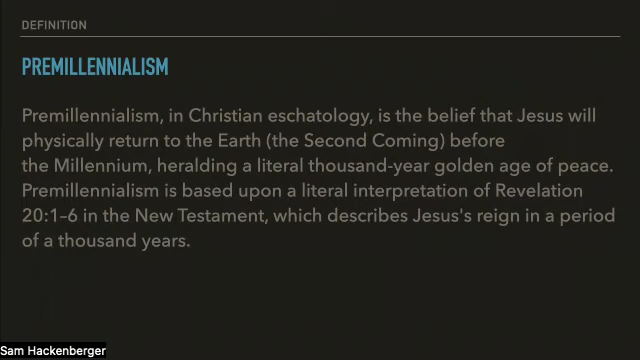 DEFINITION
PREMILLENNIALISM
Premillennialism, in Christian eschatology, is the belief that Jesus will
physically return to the Earth (the Second Coming) before
the Millennium, heralding a literal thousand-year golden age of peace.
Premillennialism is based upon a literal interpretation of Revelation
20:1–6 in the New Testament, which describes Jesus's reign in a period
of a thousand years.
Sam Hackenberger